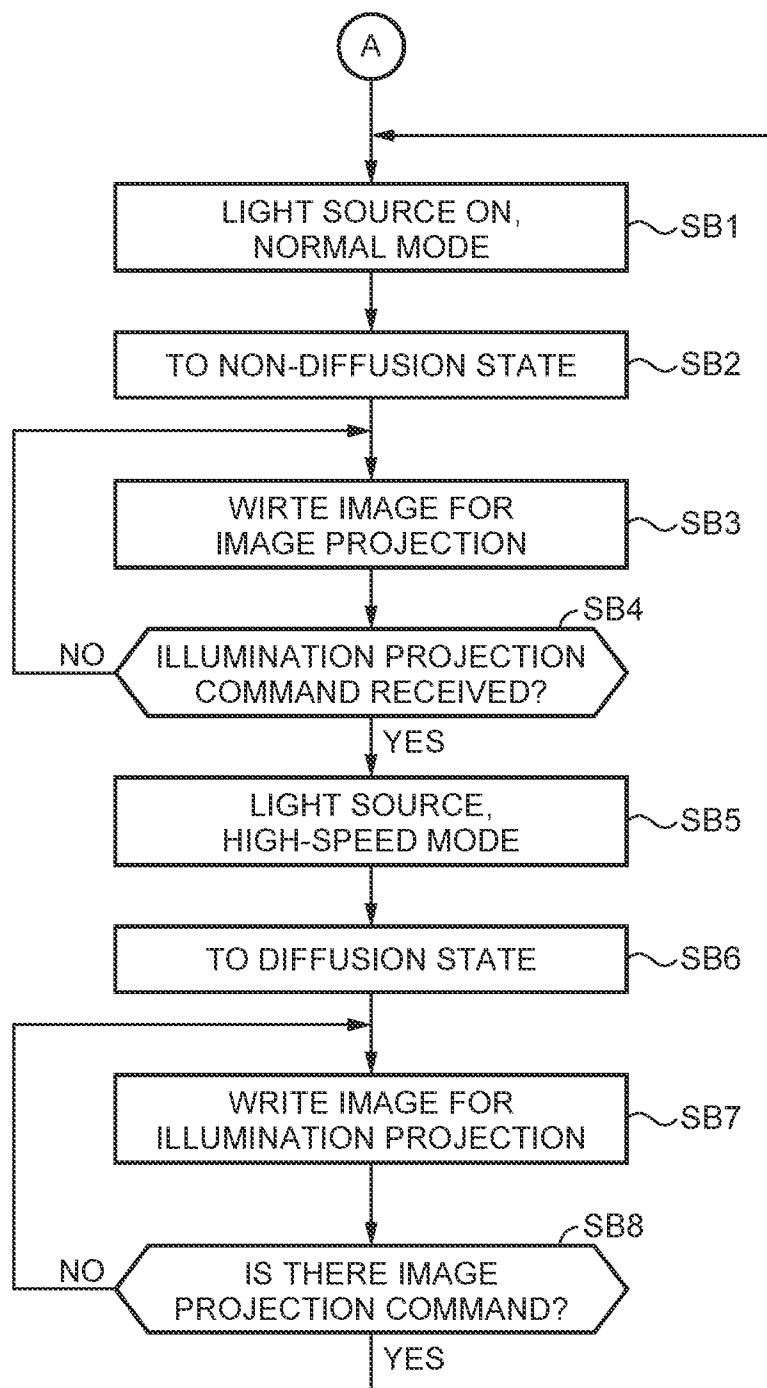 A
LIGHT SOURCE ON,
NORMAL MODE
SB1
TO NON-DIFFUSION STATE
SB2
WIRTE IMAGE FOR
IMAGE PROJECTION
SB3
SB4
NO
ILLUMINATION PROJECTION
COMMAND RECEIVED?
YES
LIGHT SOURCE,
HIGH-SPEED MODE
SB5
TO DIFFUSION STATE
SB6
WRITE IMAGE FOR
ILLUMINATION PROJECTION
SB7
SB8
NO
IS THERE IMAGE
PROJECTION COMMAND?
YES